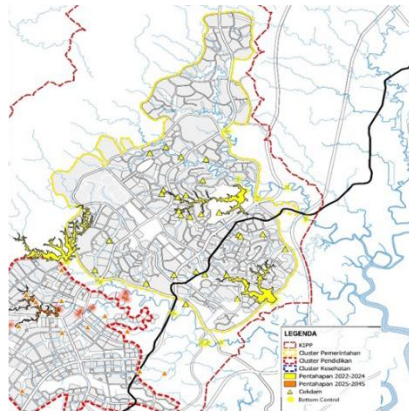 LEGENDA
KIPP
Cluster Pemerintahan
Cluster Pendidikan
Cluster Kesehatan
Pentahapan 2022-2024
Pentahapan 2025-2045
Cekdam
Bottom Control